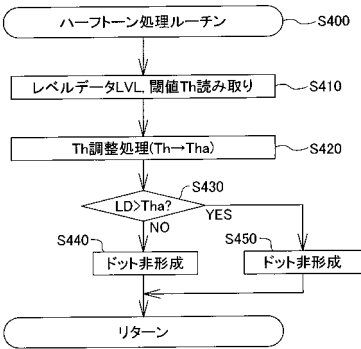 ハーフトーン処理ルーチン
S400
レベルデータLVL, 閾値Th読み取り
S410
Th調整処理(Th→Tha)
S420
S430
LD>Tha?
NO
YES
S440
ドット非形成
S450
ドット非形成
リターン